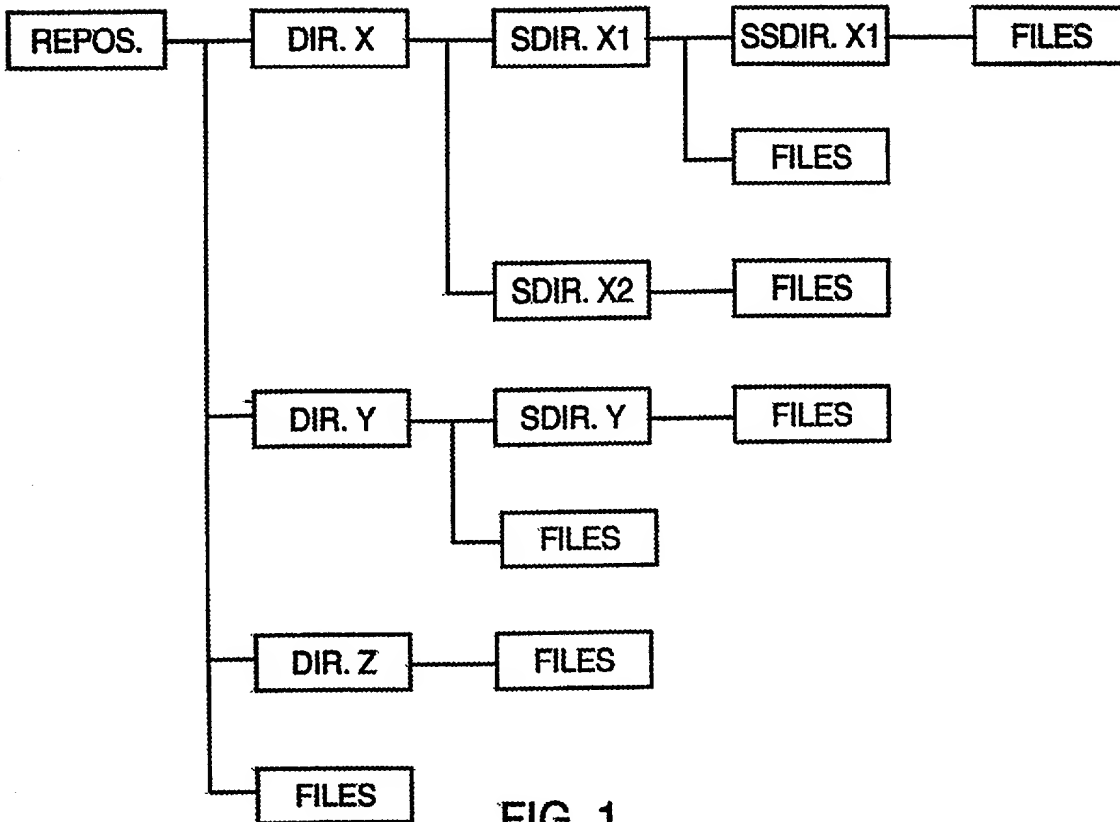 REPOS. DIR. X SDIR. X1 SSDIR. X1 FILES
FILES
SDIR. X2 FILES
DIR. Y SDIR. Y FILES
FILES
DIR. Z FILES
FILES
FIG. 1